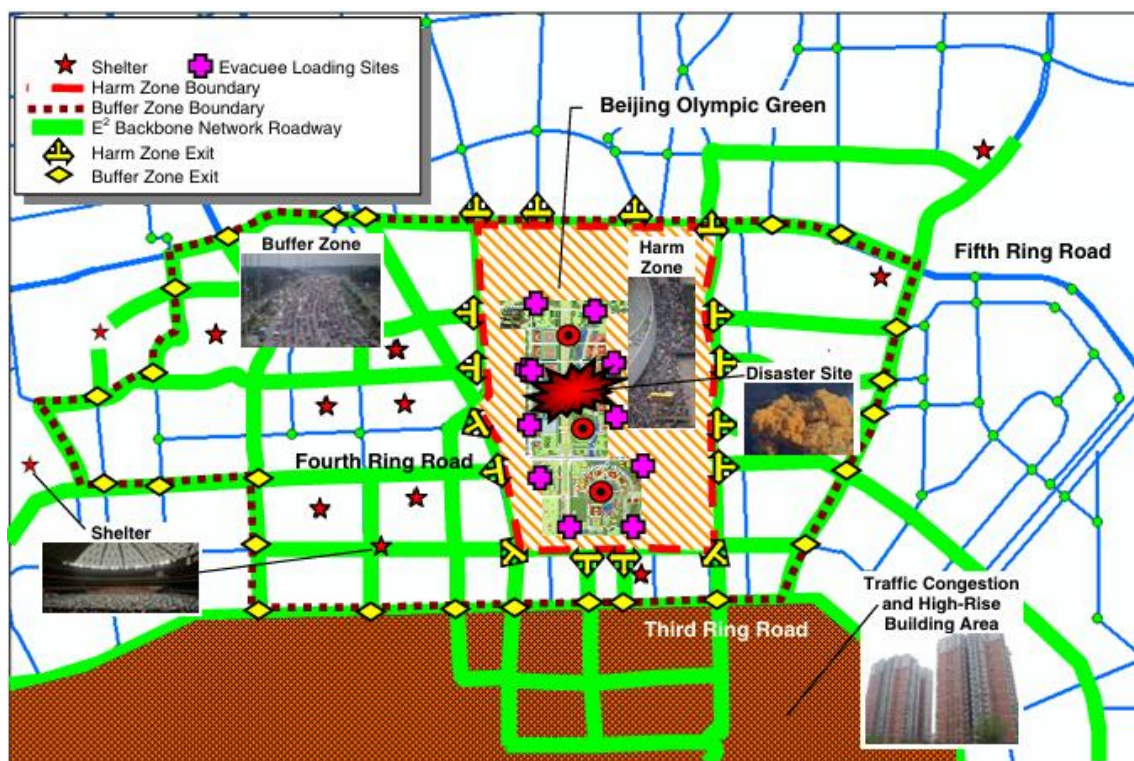 Shelter
Evacuee Loading Sites
Harm Zone Boundary
Buffer Zone Boundary
E² Backbone Network Roadway
Harm Zone Exit
Buffer Zone Exit
Beijing Olympic Green
Buffer Zone
Harm
Zone
Fifth Ring Road
Disaster Site
Fourth Ring Road
Shelter
Traffic Congestion
and High-Rise
Building Area
Third Ring Road